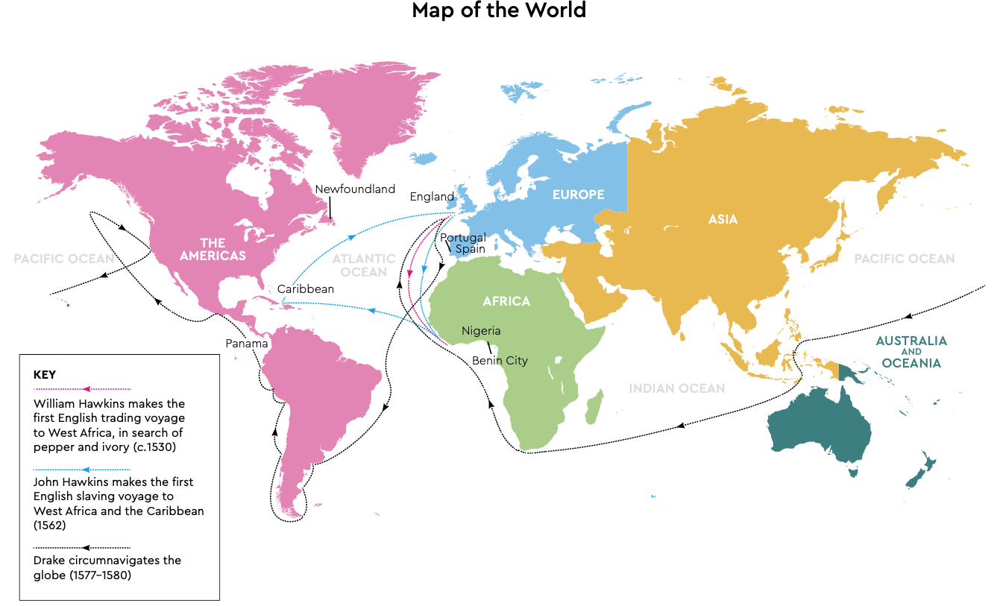 Map of the World
Newfoundland
England
EUROPE
ASIA
Portugal
Spain
THE
AMERICAS
PACIFIC OCEAN
ATLANTIC
OCEAN
PACIFIC OCEAN
Caribbean
AFRICA
Nigeria
Panama
Benin City
AUSTRALIA
AND
OCEANIA
INDIAN OCEAN
KEY
William Hawkins makes the
first English trading voyage
to West Africa, in search of
pepper and ivory (c.1530)
John Hawkins makes the first
English slaving voyage to
West Africa and the Caribbean
(1562)
Drake circumnavigates the
globe (1577–1580)